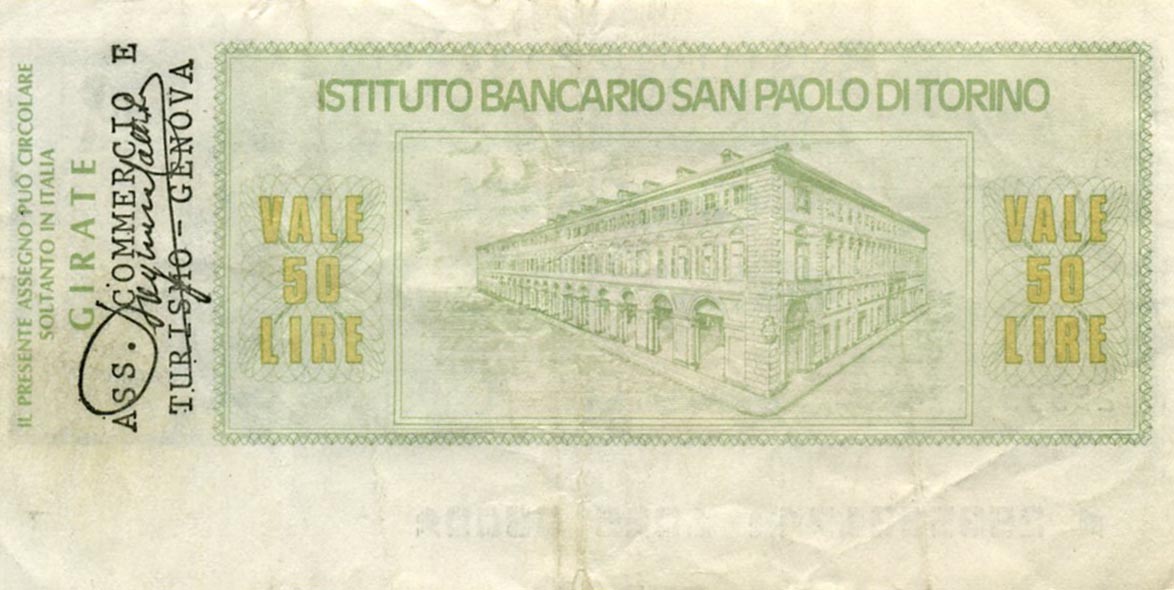 IL PRESENTE ASSEGNO PUÒ CIRCOLARE
SOLTANTO IN ITALIA
GIRATE
ASS. COMMERCIO E
TURISMO - GENOVA
ISTITUTO BANCARIO SAN PAOLO DI TORINO
VALE
50
LIRE
VALE
50
LIRE